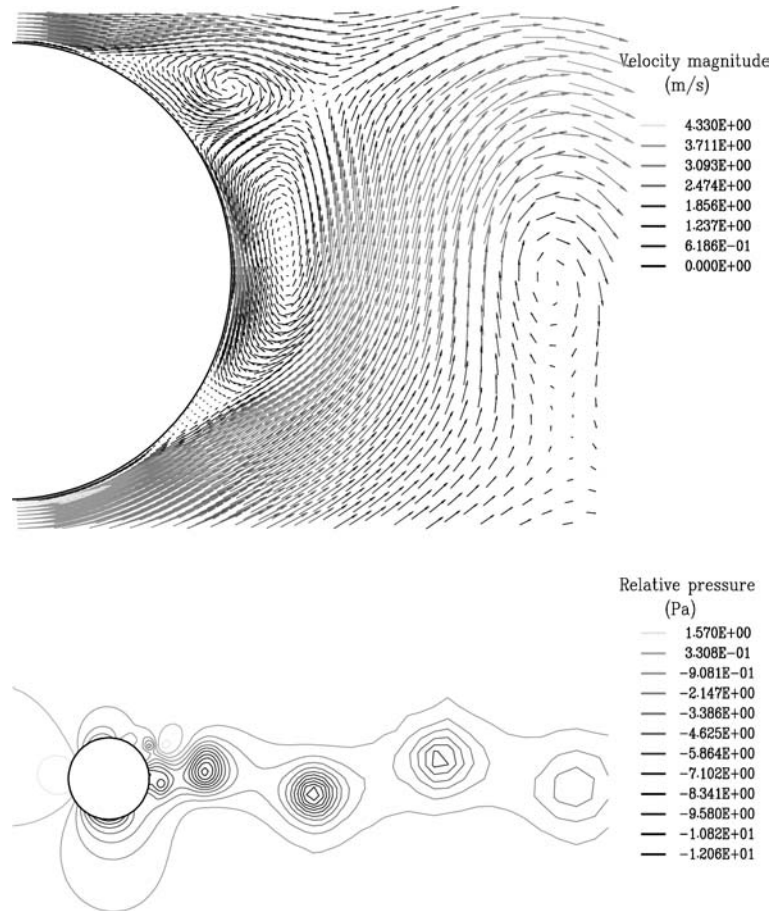 Velocity magnitude
(m/s)
4.330E+00
3.711E+00
3.093E+00
2.474E+00
1.856E+00
1.237E+00
6.186E-01
0.000E+00
Relative pressure
(Pa)
1.570E+00
3.308E-01
-9.081E-01
-2.147E+00
-3.386E+00
-4.625E+00
-5.864E+00
-7.102E+00
-8.341E+00
-9.580E+00
-1.082E+01
-1.206E+01